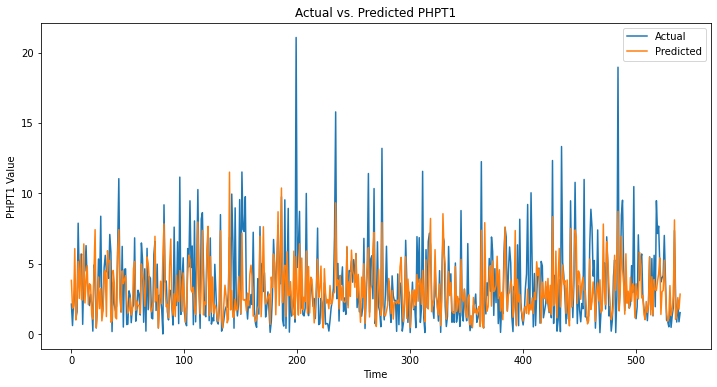 Actual vs. Predicted PHPT1
Actual
Predicted
PHPT1 Value
20
15
10
5
0
0 100 200 300 400 500
Time